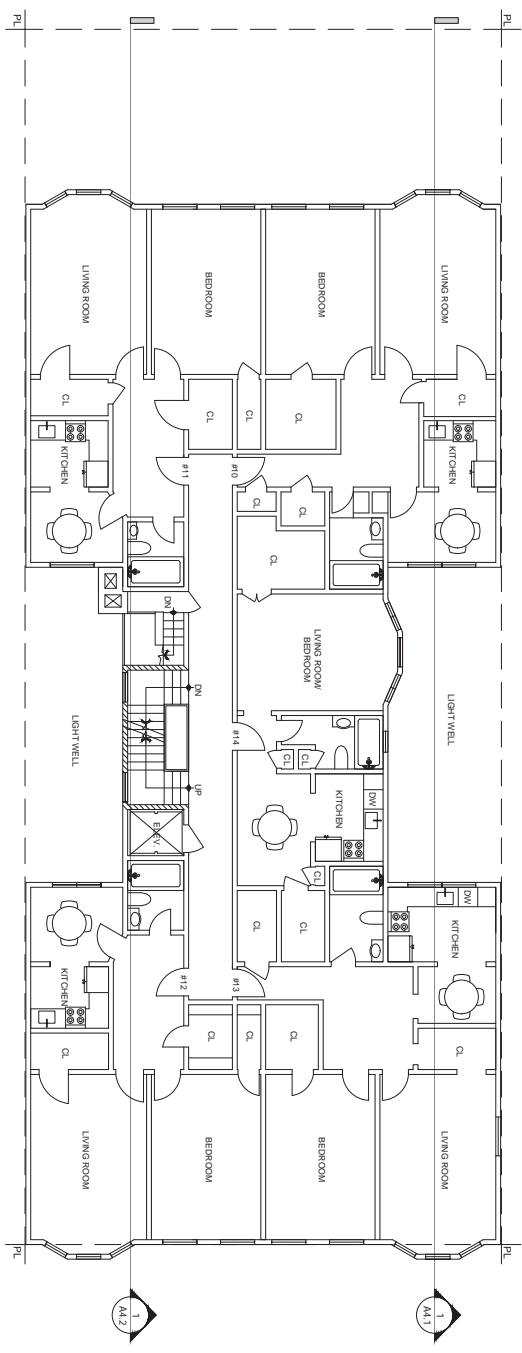 PL
PL
LIVING ROOM
BEDROOM
BEDROOM
LIVING ROOM
CL
CL
CL
CL
KITCHEN
#11
#10
KITCHEN
CL
CL
CL
DN
LIVING ROOM/
BEDROOM
LIGHT WELL
LIGHT WELL
DN
#14
UP
CL
CL
ELEV.
KITCHEN
DW
CL
DW
KITCHEN
CL
CL
KITCHEN
#12
#13
CL
CL
CL
CL
CL
LIVING ROOM
BEDROOM
BEDROOM
LIVING ROOM
PL
PL
1
A4.2
1
A4.1